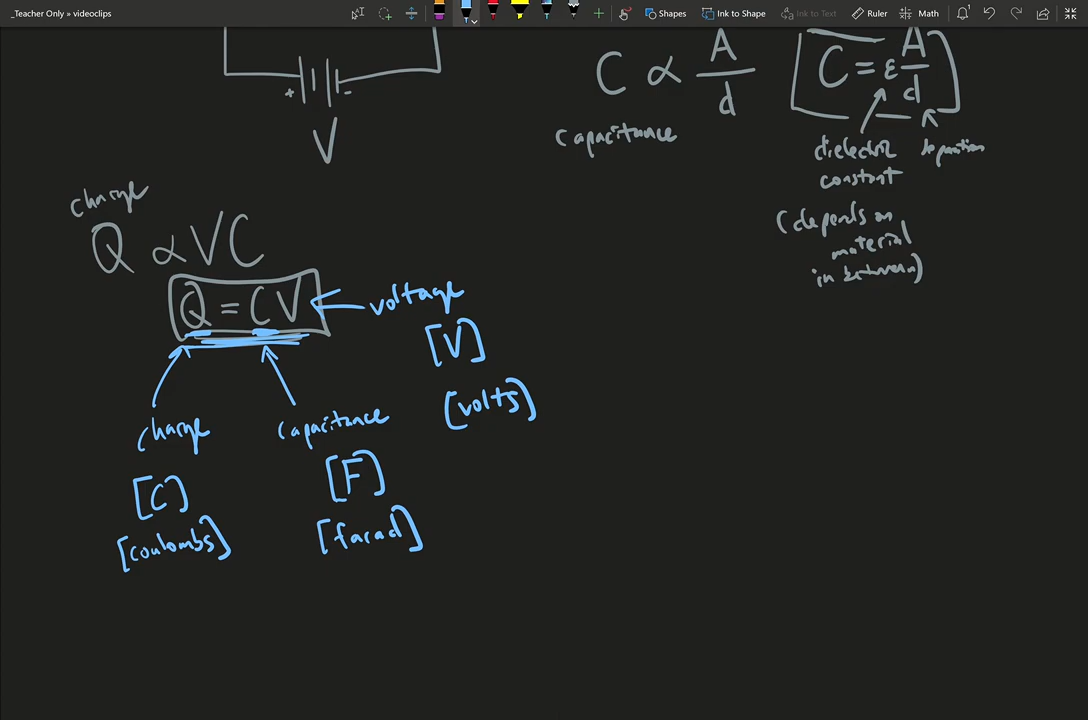 _Teacher Only » videoclips
Shapes
Ink to Shape
Ink to Text
Ruler
Math
+ -
V
C ∝ A/d
capacitance
C = ε A/d
dielectric
constant
separation
(depends on
material
in between)
charge
Q ∝ VC
Q = CV
voltage
[V]
[volts]
charge
[C]
[coulombs]
capacitance
[F]
[farad]